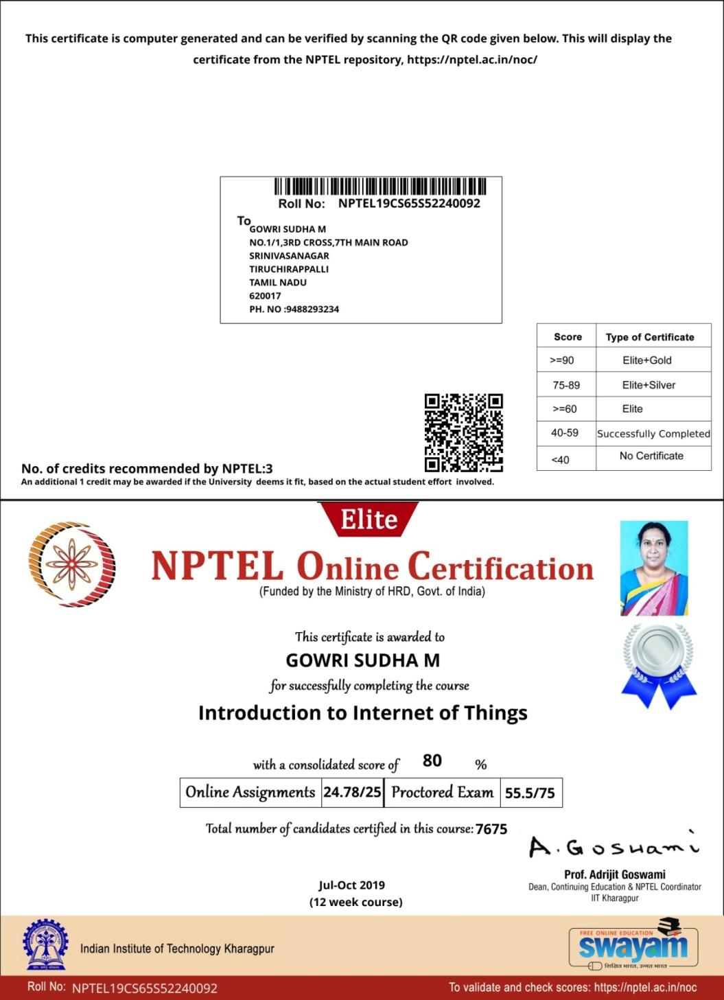 This certificate is computer generated and can be verified by scanning the QR code given below. This will display the
certificate from the NPTEL repository, https://nptel.ac.in/noc/
Roll No: NPTEL19CS65S52240092
To
GOWRI SUDHA M
NO.1/1,3RD CROSS,7TH MAIN ROAD
SRINIVASANAGAR
TIRUCHIRAPPALLI
TAMIL NADU
620017
PH. NO :9488293234
Score Type of Certificate
>=90 Elite+Gold
75-89 Elite+Silver
>=60 Elite
40-59 Successfully Completed
<40 No Certificate
No. of credits recommended by NPTEL:3
An additional 1 credit may be awarded if the University deems it fit, based on the actual student effort involved.
Elite
NPTEL Online Certification
(Funded by the Ministry of HRD, Govt. of India)
This certificate is awarded to
GOWRI SUDHA M
for successfully completing the course
Introduction to Internet of Things
with a consolidated score of 80 %
Online Assignments 24.78/25 Proctored Exam 55.5/75
Total number of candidates certified in this course: 7675
A. Goswami
Prof. Adrijit Goswami
Dean, Continuing Education & NPTEL Coordinator
IIT Kharagpur
Jul-Oct 2019
(12 week course)
Indian Institute of Technology Kharagpur
FREE ONLINE EDUCATION
swayam
शिक्षित भारत, उन्नत भारत
Roll No: NPTEL19CS65S52240092
To validate and check scores: https://nptel.ac.in/noc